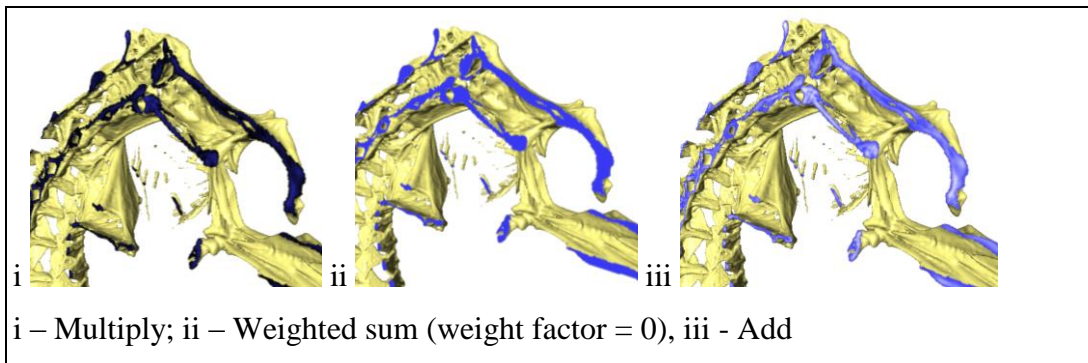 i ii iii
i – Multiply; ii – Weighted sum (weight factor = 0), iii - Add